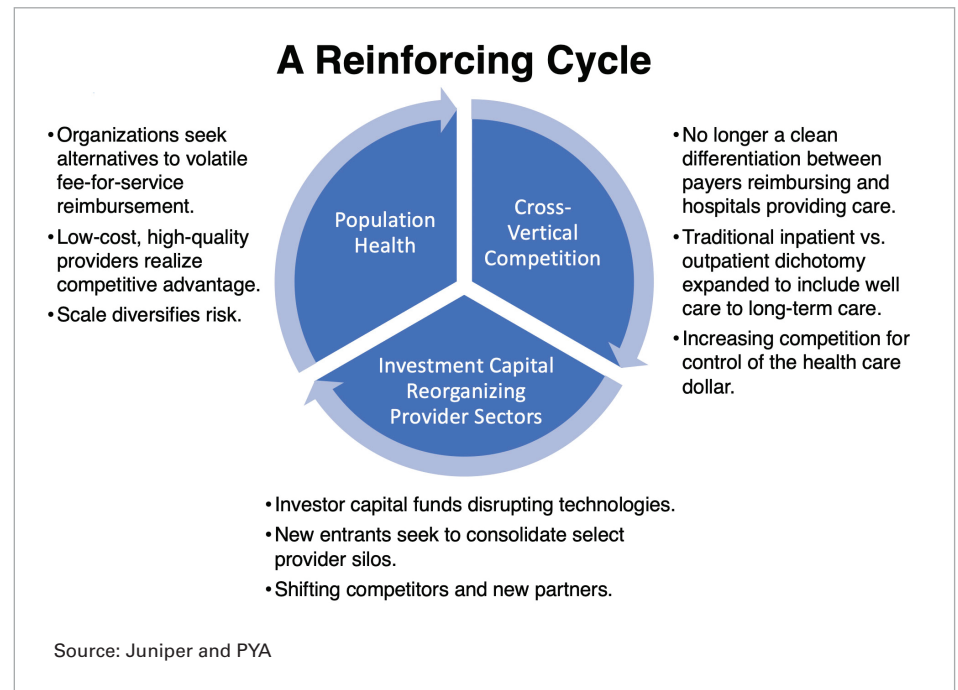 A Reinforcing Cycle
• Organizations seek
alternatives to volatile
fee-for-service
reimbursement.
• Low-cost, high-quality
providers realize
competitive advantage.
• Scale diversifies risk.
Population
Health
Cross-
Vertical
Competition
• No longer a clean
differentiation between
payers reimbursing and
hospitals providing care.
• Traditional inpatient vs.
outpatient dichotomy
expanded to include well
care to long-term care.
• Increasing competition for
control of the health care
dollar.
Investment Capital
Reorganizing
Provider Sectors
• Investor capital funds disrupting technologies.
• New entrants seek to consolidate select
provider silos.
• Shifting competitors and new partners.
Source: Juniper and PYA